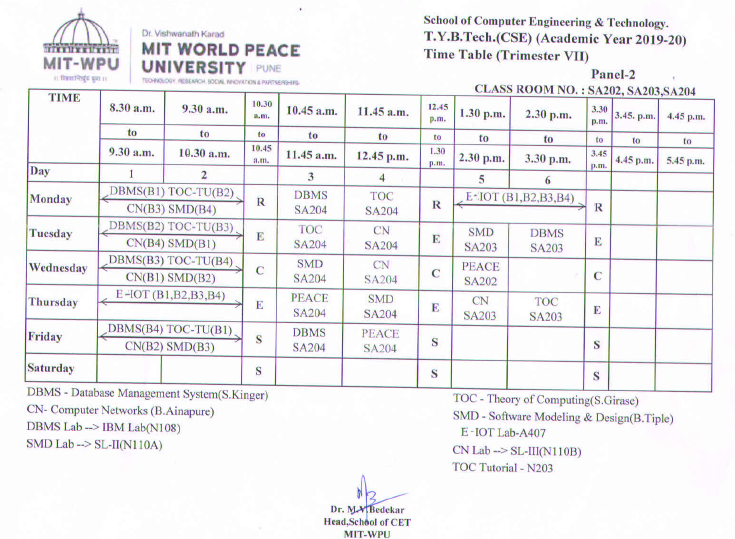 Dr. Vishwanath Karad
MIT WORLD PEACE
UNIVERSITY PUNE
TECHNOLOGY, RESEARCH, SOCIAL INNOVATION & PARTNERSHIPS
MIT-WPU
॥ विश्वशान्तिर्ध्रुवं ध्रुवा ॥
School of Computer Engineering & Technology.
T.Y.B.Tech.(CSE) (Academic Year 2019-20)
Time Table (Trimester VII)
Panel-2
CLASS ROOM NO. : SA202, SA203,SA204
TIME 8.30 a.m. 9.30 a.m. 10.30 a.m. 10.45 a.m. 11.45 a.m. 12.45 p.m. 1.30 p.m. 2.30 p.m. 3.30 p.m. 3.45. p.m. 4.45 p.m.
to to to to to to to to to to to
9.30 a.m. 10.30 a.m. 10.45 a.m. 11.45 a.m. 12.45 p.m. 1.30 p.m. 2.30 p.m. 3.30 p.m. 3.45 p.m. 4.45 p.m. 5.45 p.m.
Day 1 2 3 4 5 6
Monday DBMS(B1) TOC-TU(B2) R DBMS TOC R E-IOT (B1,B2,B3,B4) R
CN(B3) SMD(B4) SA204 SA204
Tuesday DBMS(B2) TOC-TU(B3) E TOC CN E SMD DBMS E
CN(B4) SMD(B1) SA204 SA204 SA203 SA203
Wednesday DBMS(B3) TOC-TU(B4) C SMD CN C PEACE C
CN(B1) SMD(B2) SA204 SA204 SA202
Thursday E-IOT (B1,B2,B3,B4) E PEACE SMD E CN TOC E
SA204 SA204 SA203 SA203
Friday DBMS(B4) TOC-TU(B1) S DBMS PEACE S S
CN(B2) SMD(B3) SA204 SA204
Saturday S S S
DBMS - Database Management System(S.Kinger)
CN- Computer Networks (B.Ainapure)
DBMS Lab --> IBM Lab(N108)
SMD Lab --> SL-II(N110A)
TOC - Theory of Computing(S.Girase)
SMD - Software Modeling & Design(B.Tiple)
E-IOT Lab-A407
CN Lab --> SL-III(N110B)
TOC Tutorial - N203
Dr. M.V.Bedekar
Head,School of CET
MIT-WPU